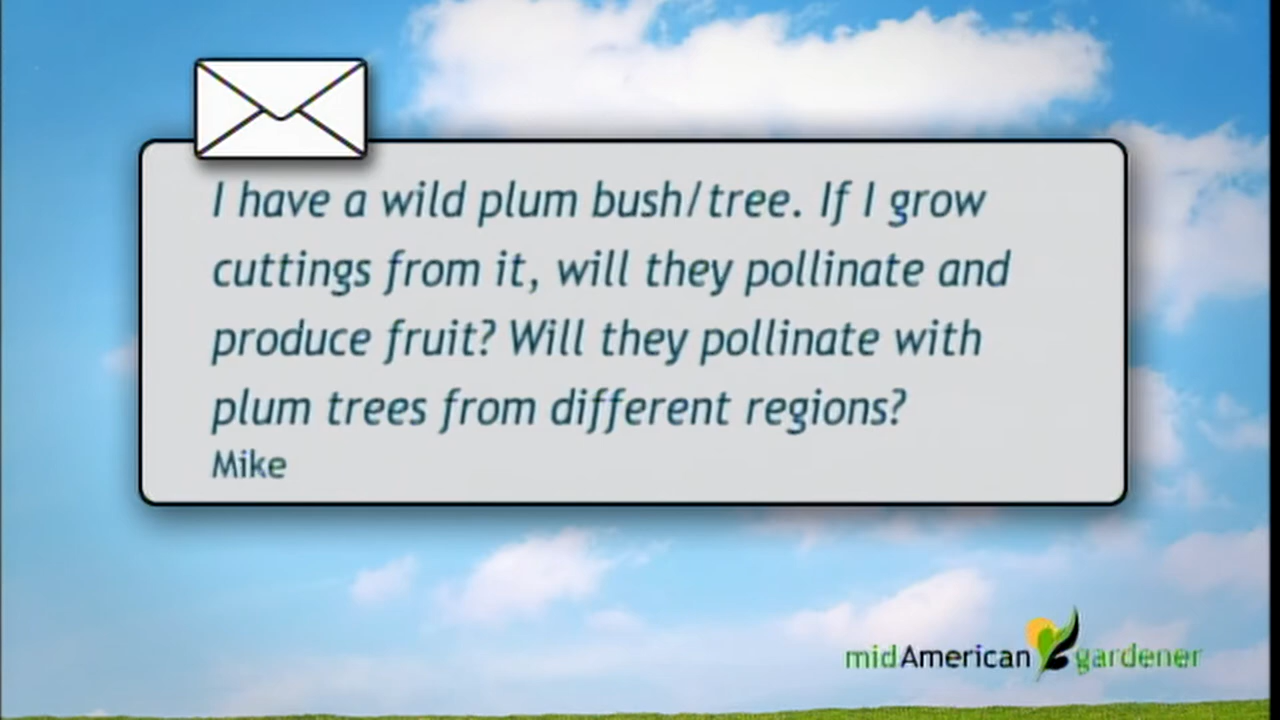 I have a wild plum bush/tree. If I grow
cuttings from it, will they pollinate and
produce fruit? Will they pollinate with
plum trees from different regions?
Mike
midAmerican gardener